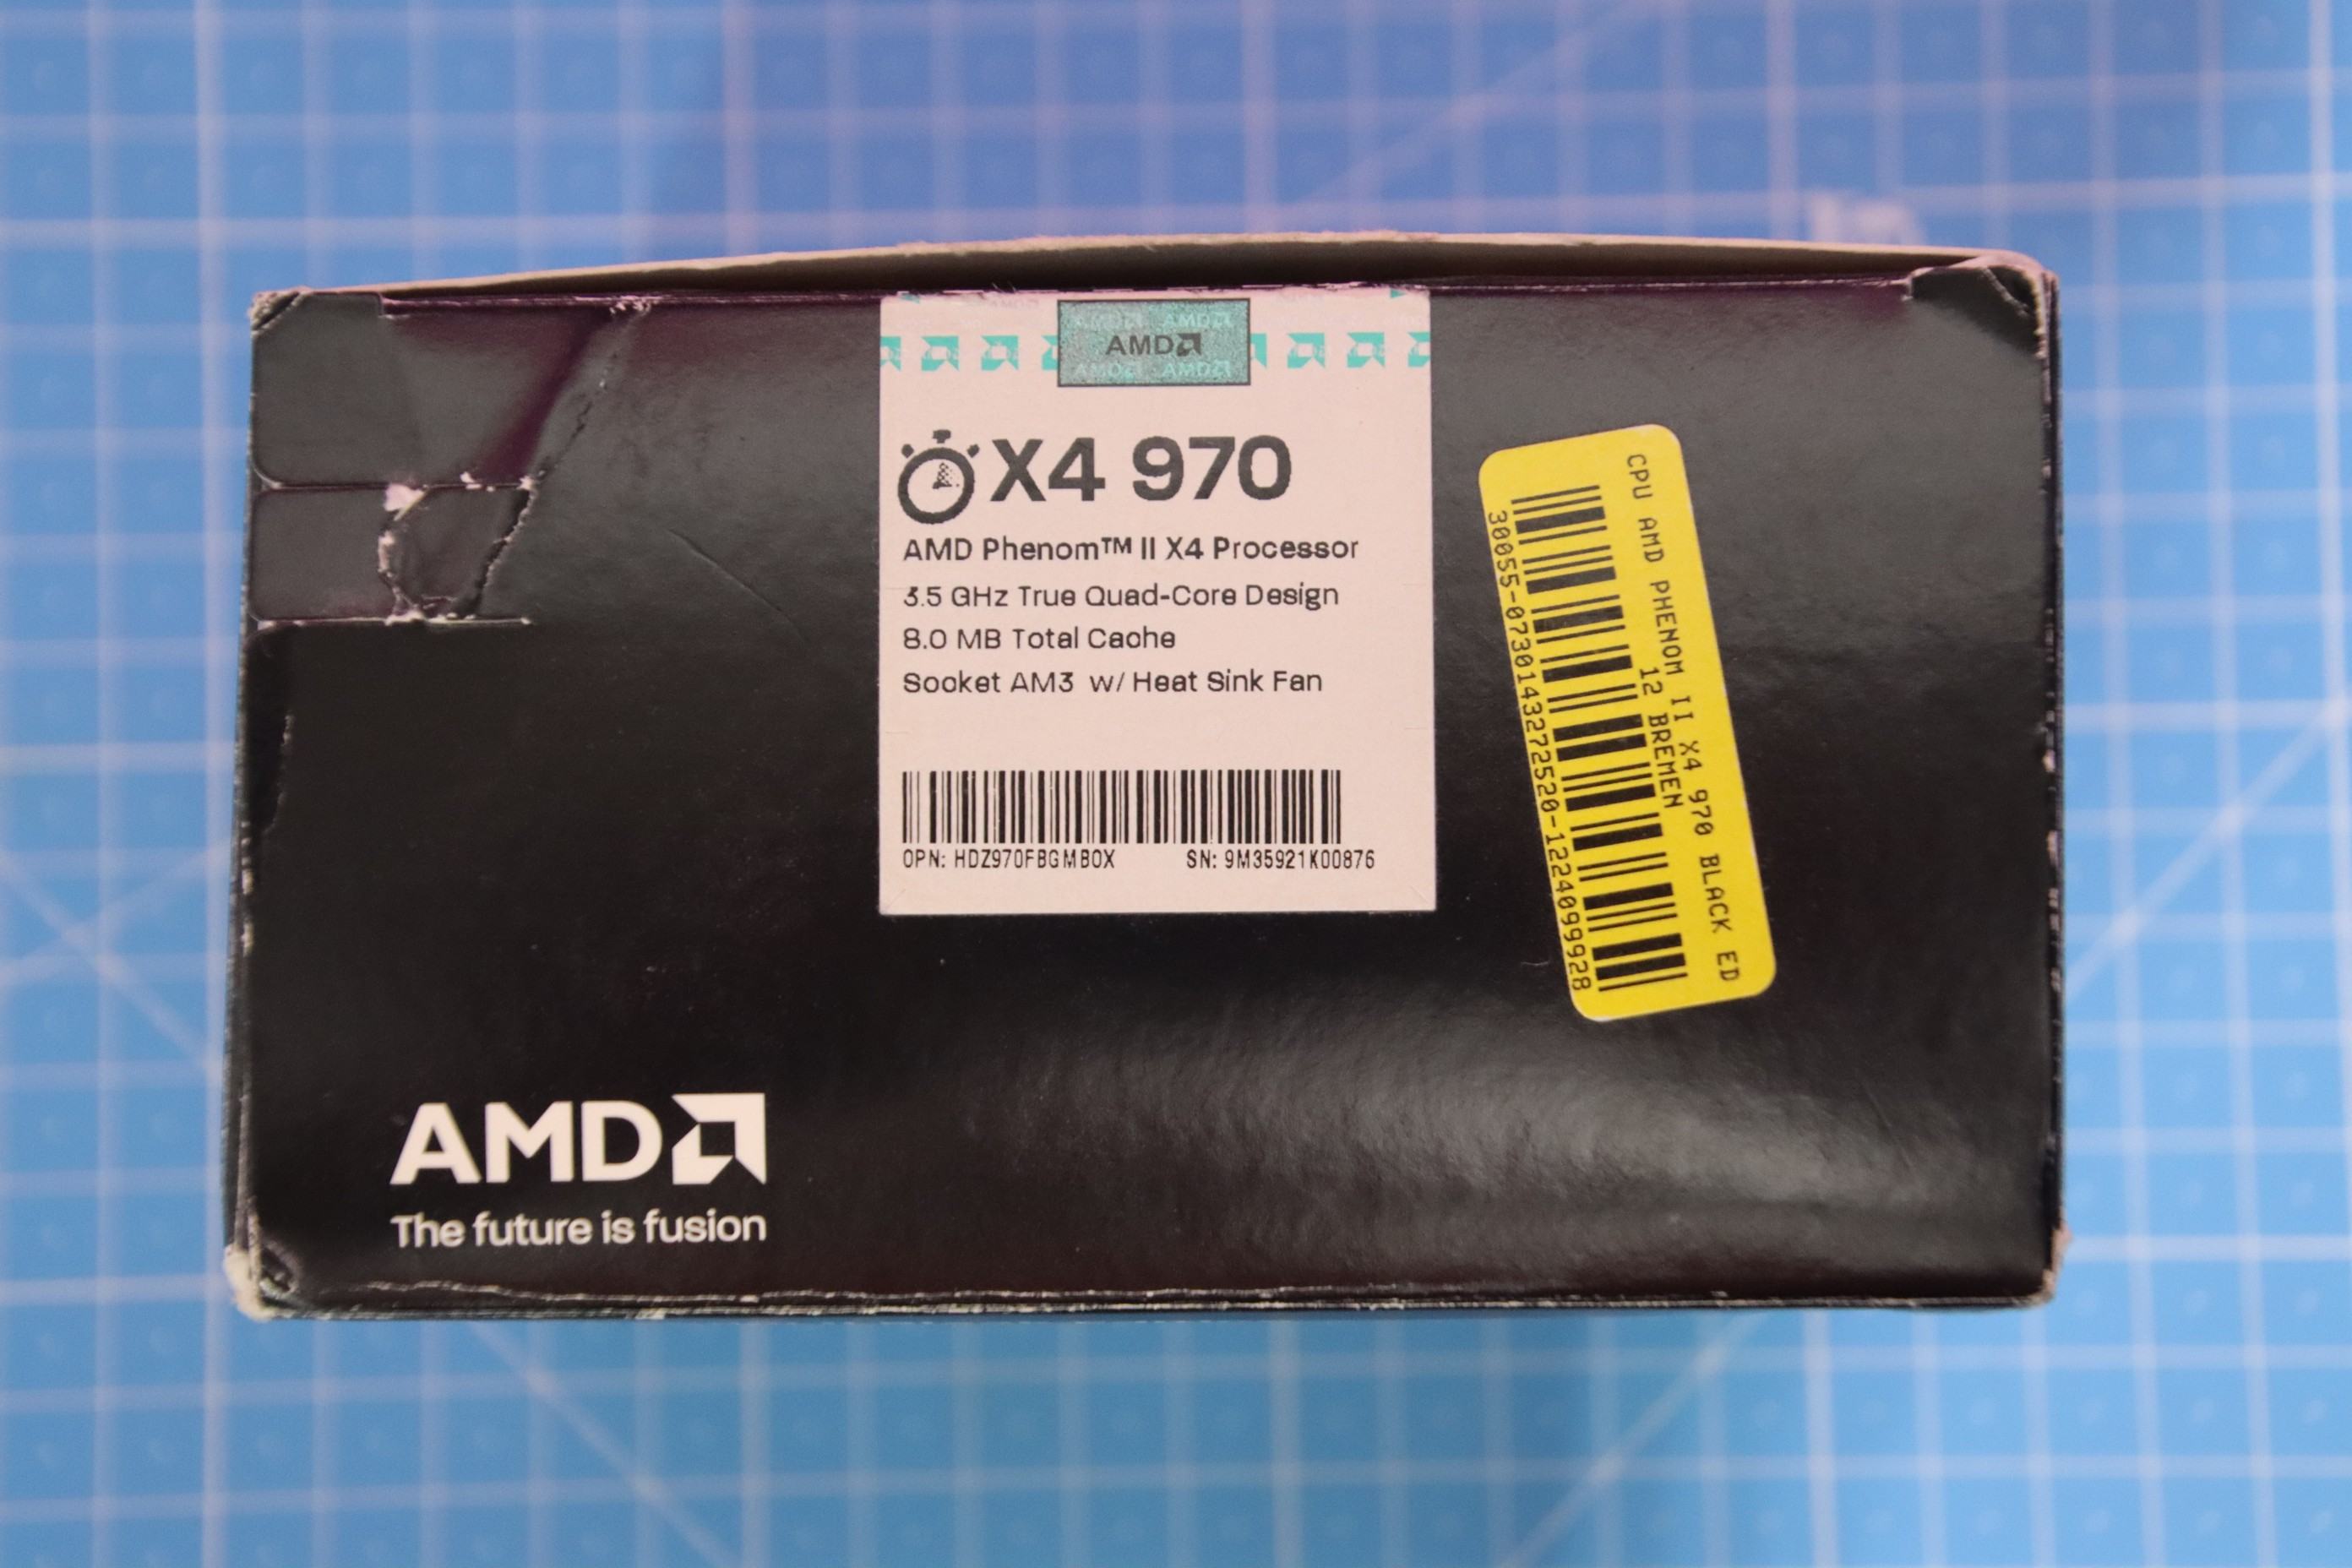 AMD
X4 970
AMD Phenom™ II X4 Processor
3.5 GHz True Quad-Core Design
8.0 MB Total Cache
Socket AM3 w/ Heat Sink Fan
OPN: HDZ970FBGMBOX SN: 9M35921K00876
CPU AMD PHENOM II X4 970 BLACK ED
12 BREMEN
30055-0730143272520-1224099928
AMD
The future is fusion